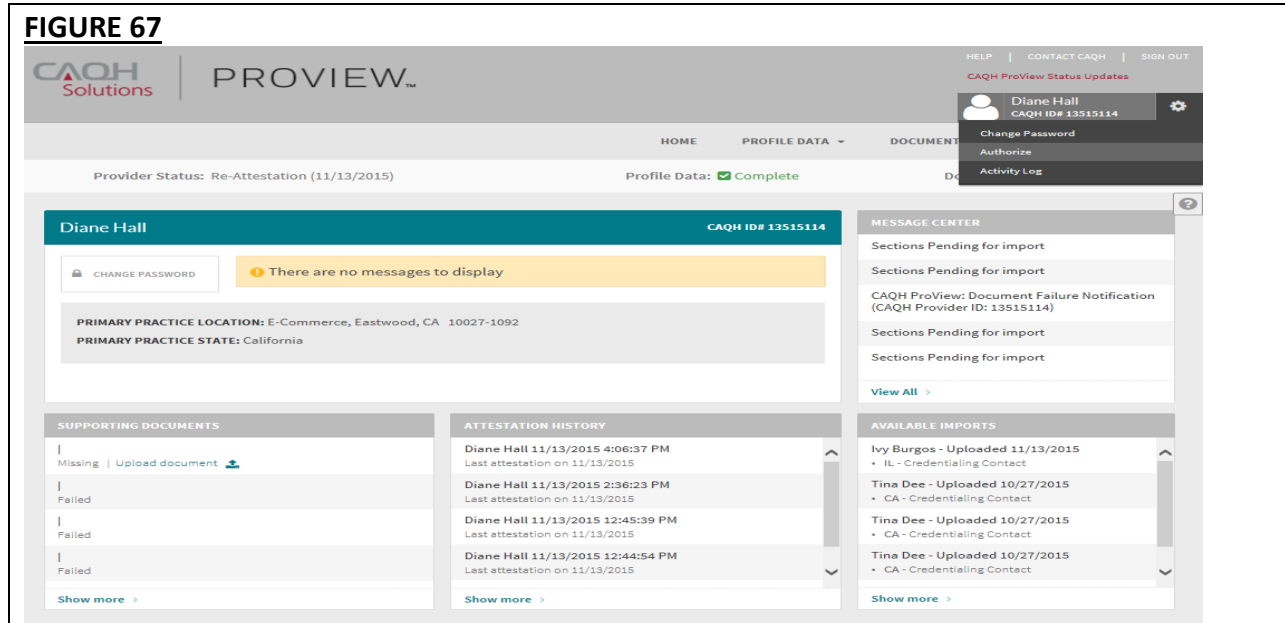 FIGURE 67
CAQH
Solutions
PROVIEW™
HELP | CONTACT CAQH | SIGN OUT
CAQH ProView Status Updates
Diane Hall
CAQH ID# 13515114
Change Password
Authorize
Activity Log
HOME PROFILE DATA DOCUMENT
Provider Status: Re-Attestation (11/13/2015) Profile Data: Complete
Diane Hall CAQH ID# 13515114
CHANGE PASSWORD
There are no messages to display
PRIMARY PRACTICE LOCATION: E-Commerce, Eastwood, CA 10027-1092
PRIMARY PRACTICE STATE: California
MESSAGE CENTER
Sections Pending for import
Sections Pending for import
CAQH ProView: Document Failure Notification
(CAQH Provider ID: 13515114)
Sections Pending for import
Sections Pending for import
View All >
SUPPORTING DOCUMENTS
|
Missing | Upload document
|
Failed
|
Failed
|
Failed
Show more >
ATTESTATION HISTORY
Diane Hall 11/13/2015 4:06:37 PM
Last attestation on 11/13/2015
Diane Hall 11/13/2015 2:36:23 PM
Last attestation on 11/13/2015
Diane Hall 11/13/2015 12:45:39 PM
Last attestation on 11/13/2015
Diane Hall 11/13/2015 12:44:54 PM
Last attestation on 11/13/2015
Show more >
AVAILABLE IMPORTS
Ivy Burgos - Uploaded 11/13/2015
• IL - Credentialing Contact
Tina Dee - Uploaded 10/27/2015
• CA - Credentialing Contact
Tina Dee - Uploaded 10/27/2015
• CA - Credentialing Contact
Tina Dee - Uploaded 10/27/2015
• CA - Credentialing Contact
Show more >